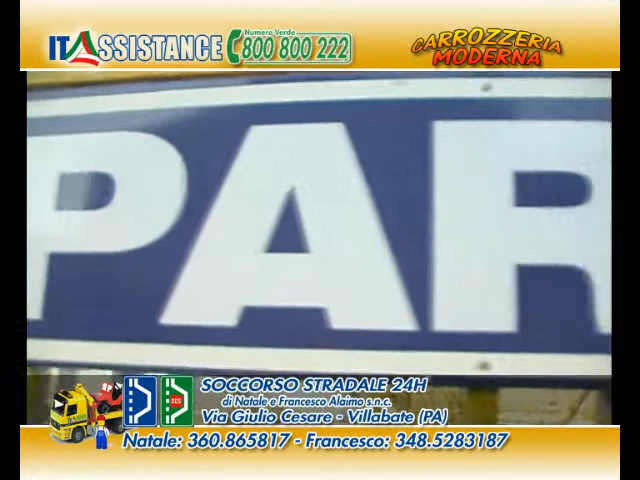 ITASSISTANCE
Numero Verde
800 800 222
CARROZZERIA
MODERNA
PAR
SOCCORSO STRADALE 24H
di Natale e Francesco Alaimo s.n.c.
Via Giulio Cesare - Villabate (PA)
SOS
Natale: 360.865817 - Francesco: 348.5283187